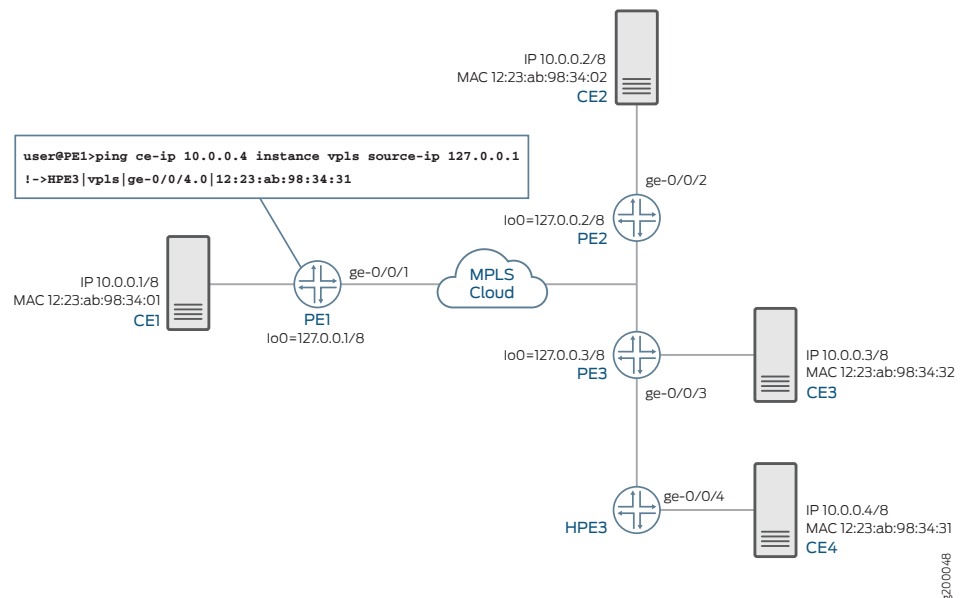 IP 10.0.0.2/8
MAC 12:23:ab:98:34:02
CE2
user@PE1>ping ce-ip 10.0.0.4 instance vpls source-ip 127.0.0.1
!->HPE3|vpls|ge-0/0/4.0|12:23:ab:98:34:31
ge-0/0/2
lo0=127.0.0.2/8
PE2
IP 10.0.0.1/8
MAC 12:23:ab:98:34:01
CE1
ge-0/0/1
PE1
lo0=127.0.0.1/8
MPLS
Cloud
lo0=127.0.0.3/8
PE3
ge-0/0/3
IP 10.0.0.3/8
MAC 12:23:ab:98:34:32
CE3
HPE3
ge-0/0/4
IP 10.0.0.4/8
MAC 12:23:ab:98:34:31
CE4
g200048